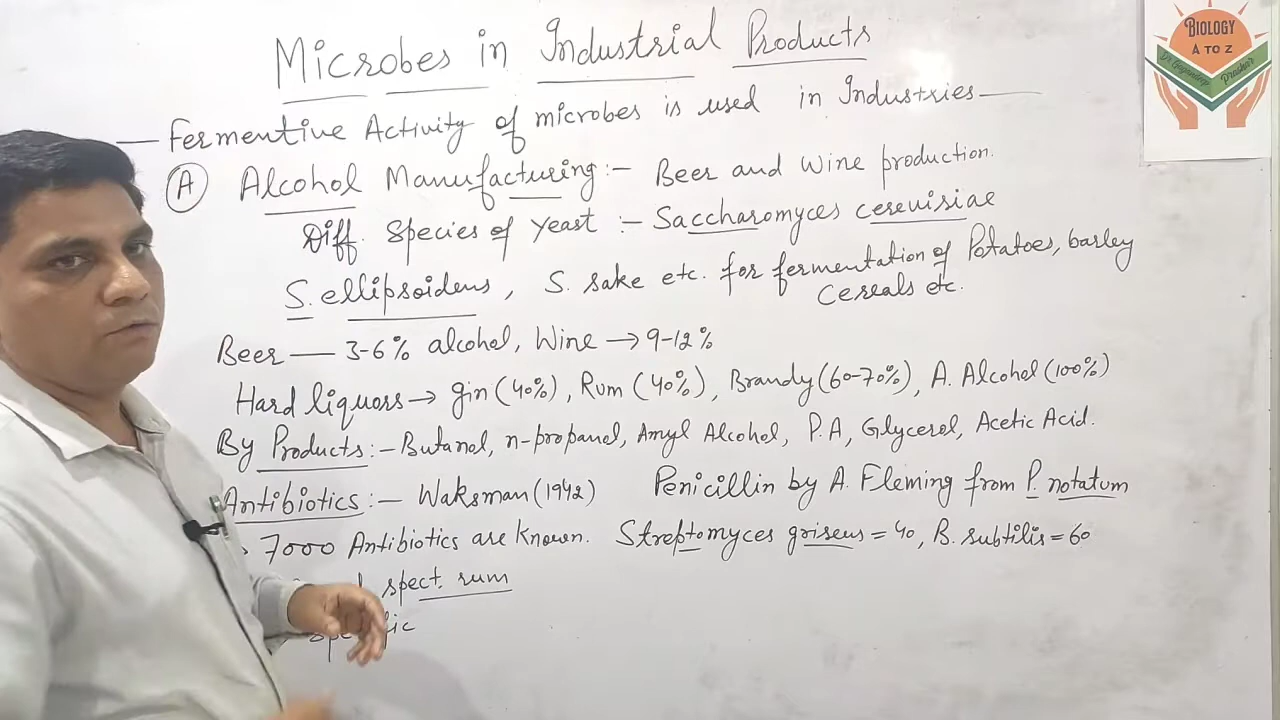 Microbes in Industrial Products
— Fermentive Activity of microbes is used in Industries —
(A) Alcohol Manufacturing :– Beer and Wine production.
Diff. Species of Yeast :– Saccharomyces cerevisiae
S. ellipsoidens, S. sake etc. for fermentation of Potatoes, barley
Cereals etc.
Beer — 3-6% alcohol, Wine → 9-12%
Hard liquors → gin (40%), Rum (40%), Brandy (60-70%), A. Alcohol (100%)
By Products :– Butanol, n-propanol, Amyl Alcohol, P.A, Glycerol, Acetic Acid.
Antibiotics :– Waksman (1942) Penicillin by A. Fleming from P. notatum
7000 Antibiotics are known. Streptomyces griseus = 40, B. subtilis = 60
spect. rum
BIOLOGY
A TO Z